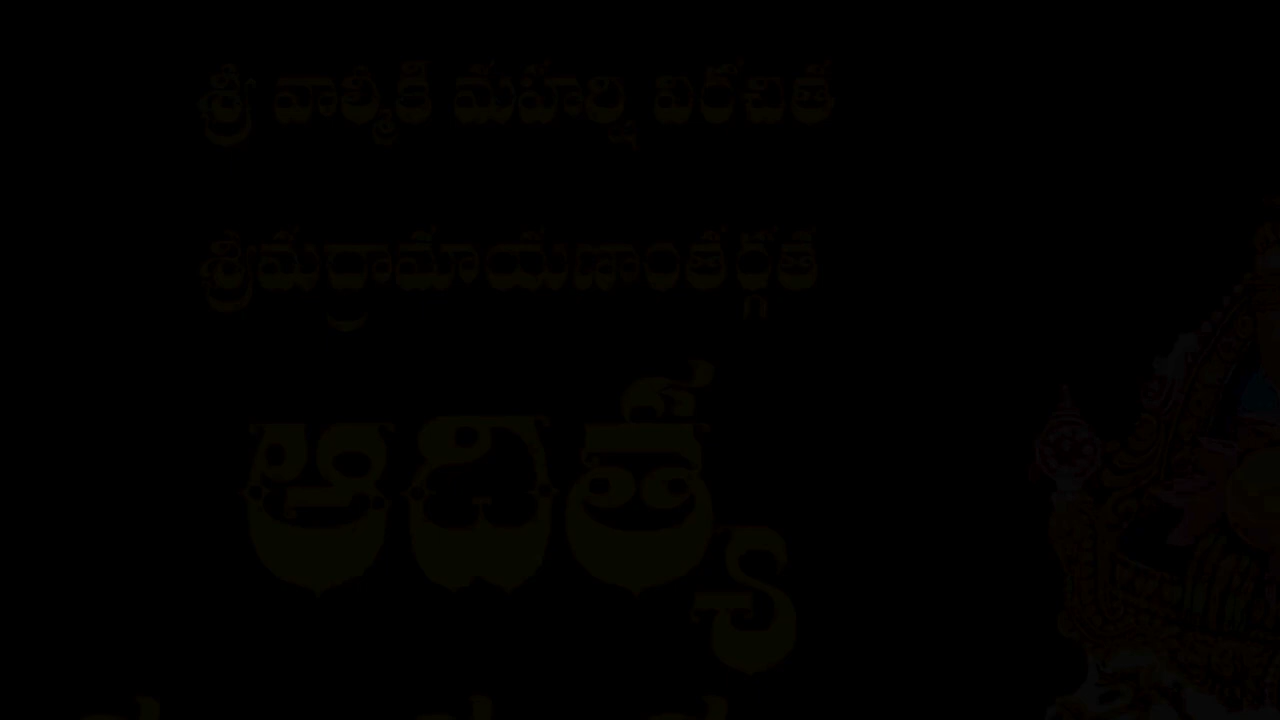 శ్రీ వాల్మీకీ మహర్షి విరచిత
శ్రీమద్రామాయణాంతర్గత
ఆదిత్య